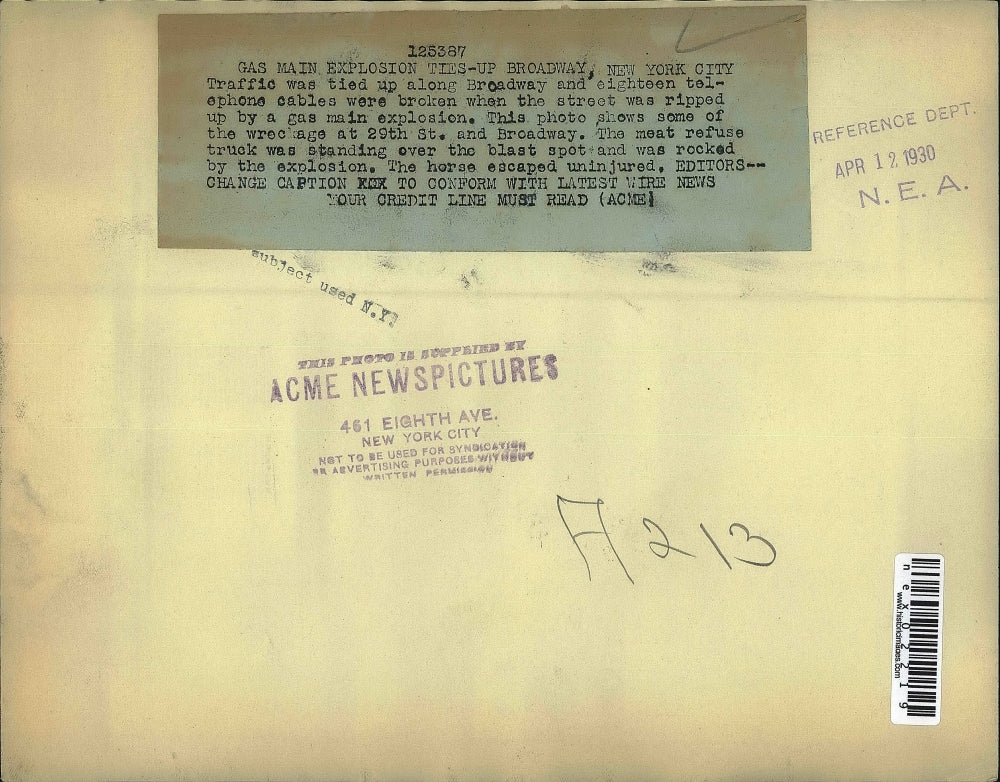 125387
GAS MAIN EXPLOSION TIES-UP BROADWAY, NEW YORK CITY
Traffic was tied up along Broadway and eighteen tel-
ephone cables were broken when the street was ripped
up by a gas main explosion. This photo shows some of
the wreckage at 29th St. and Broadway. The meat refuse
truck was standing over the blast spot and was rocked
by the explosion. The horse escaped uninjured. EDITORS--
CHANGE CAPTION TO CONFORM WITH LATEST WIRE NEWS
YOUR CREDIT LINE MUST READ (ACME)
REFERENCE DEPT.
APR 12 1930
N. E. A.
subject used N.Y.
THIS PHOTO IS SUPPLIED BY
ACME NEWSPICTURES
461 EIGHTH AVE.
NEW YORK CITY
NOT TO BE USED FOR SYNDICATION
OR ADVERTISING PURPOSES WITHOUT
WRITTEN PERMISSION
A 213
nex02219
www.historicimages.com